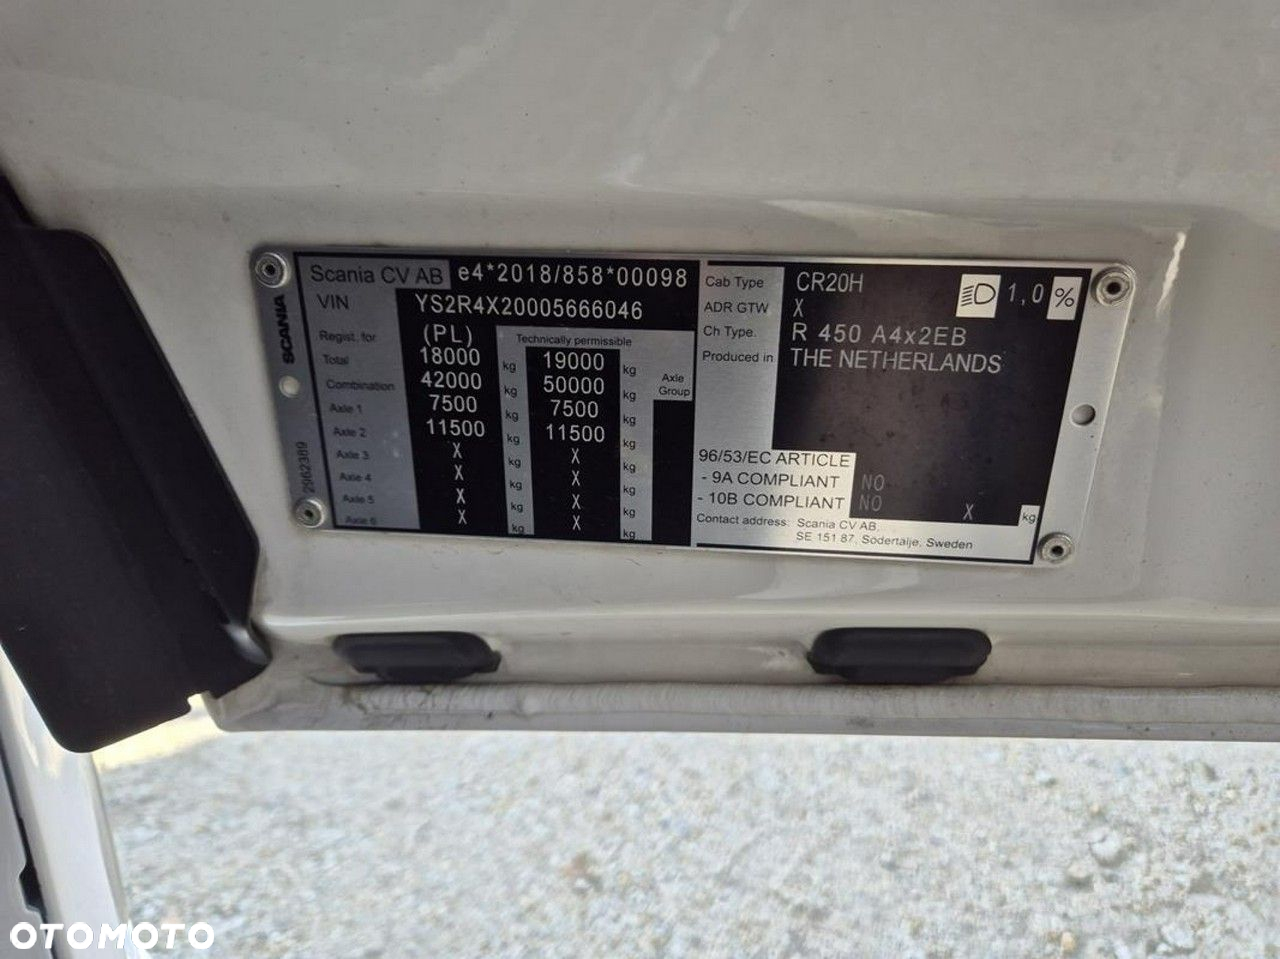 Scania CV AB e4*2018/858*00098
VIN YS2R4X20005666046
Regist. for (PL) Technically permissible
Total 18000 kg 19000 kg
Combination 42000 kg 50000 kg Axle Group
Axle 1 7500 kg 7500 kg
Axle 2 11500 kg 11500 kg
Axle 3 X kg X kg
Axle 4 X kg X kg
Axle 5 X kg X kg
Axle 6 X kg X kg
SCANIA
2962389
Cab Type CR20H 1,0 %
ADR GTW X
Ch Type. R 450 A4x2EB
Produced in THE NETHERLANDS
96/53/EC ARTICLE
- 9A COMPLIANT NO
- 10B COMPLIANT NO X kg
Contact address: Scania CV AB,
SE 151 87, Södertälje, Sweden
OTOMOTO